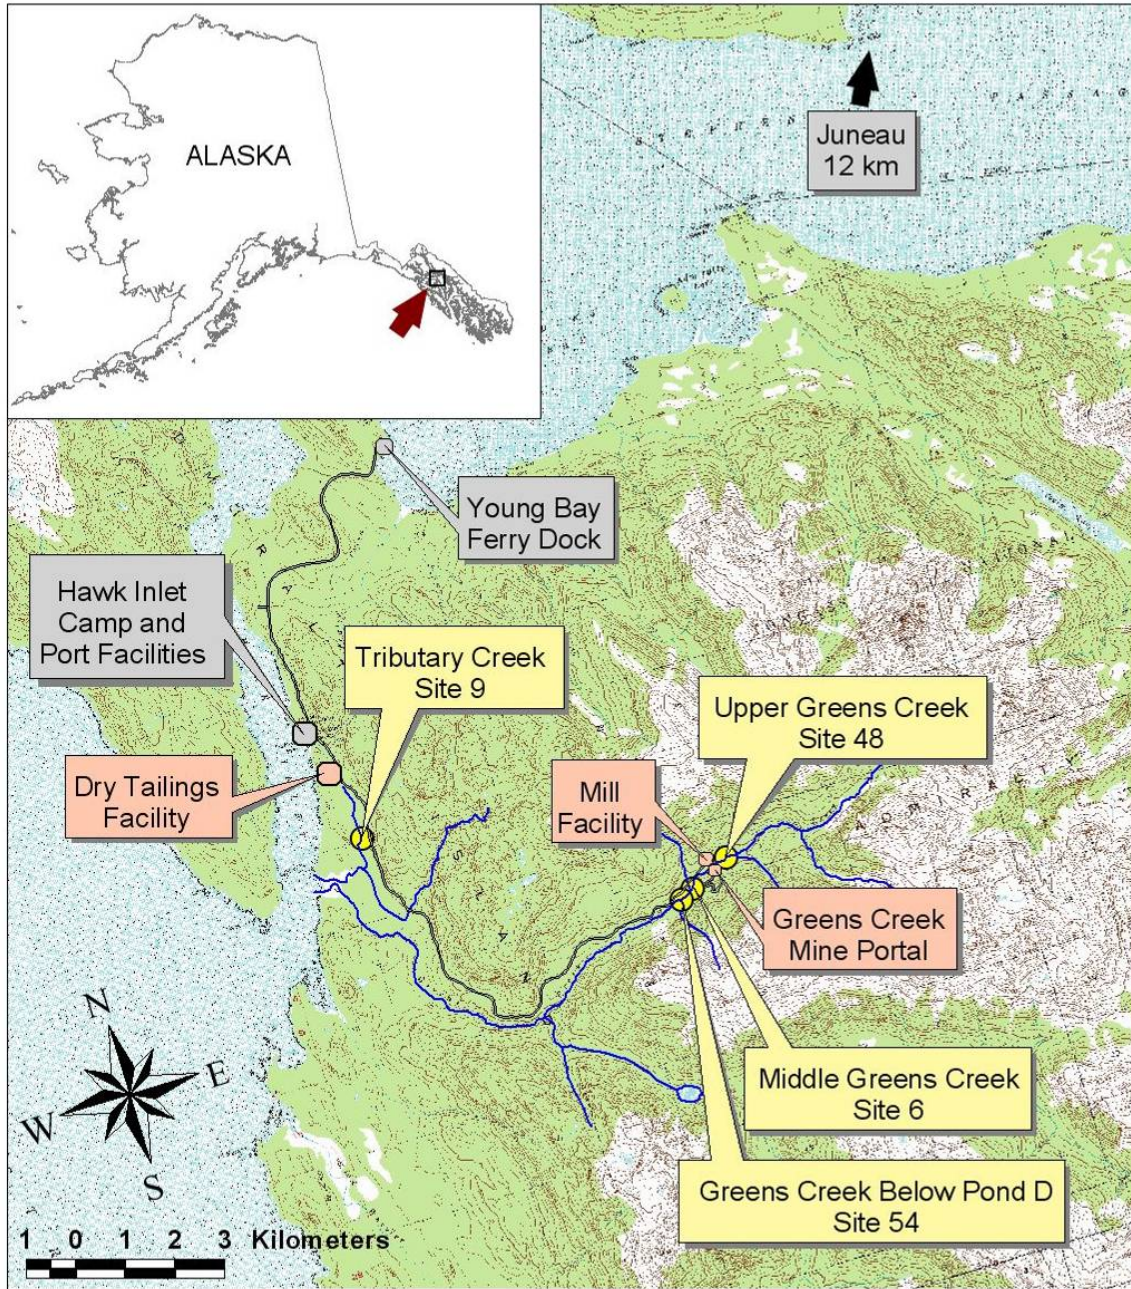 ALASKA
Juneau
12 km
Young Bay
Ferry Dock
Hawk Inlet
Camp and
Port Facilities
Tributary Creek
Site 9
Upper Greens Creek
Site 48
Dry Tailings
Facility
Mill
Facility
Greens Creek
Mine Portal
Middle Greens Creek
Site 6
Greens Creek Below Pond D
Site 54
N
E
W
S
1 0 1 2 3 Kilometers